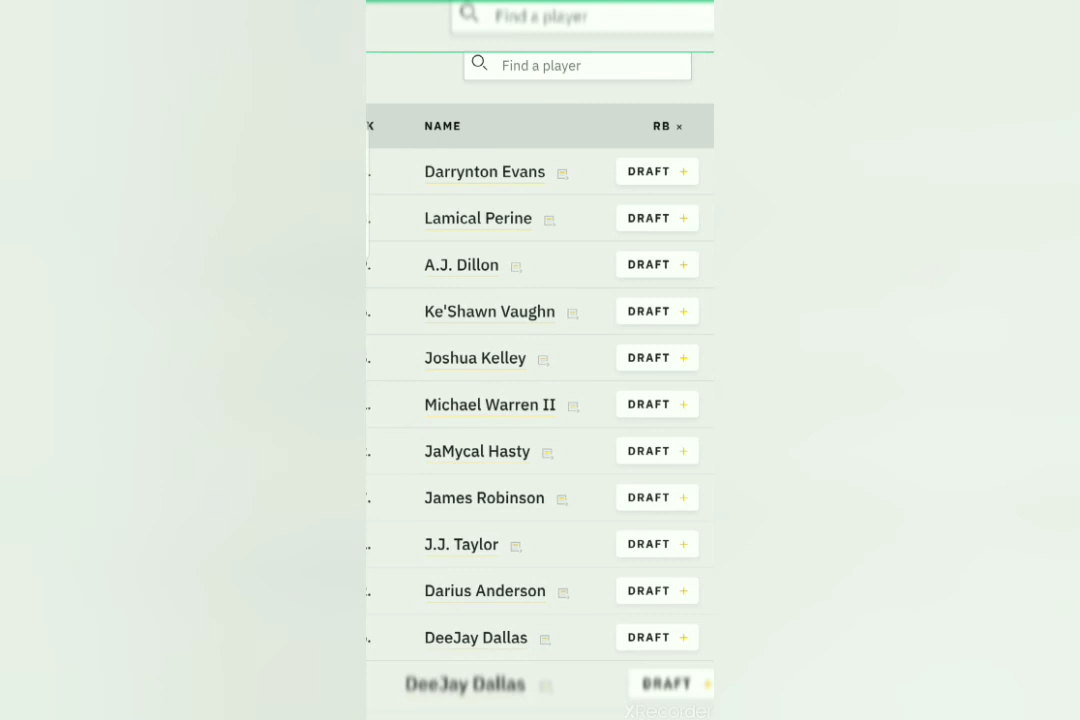 Find a player
Find a player
K NAME RB ×
Darrynton Evans DRAFT +
Lamical Perine DRAFT +
A.J. Dillon DRAFT +
Ke'Shawn Vaughn DRAFT +
Joshua Kelley DRAFT +
Michael Warren II DRAFT +
JaMycal Hasty DRAFT +
James Robinson DRAFT +
J.J. Taylor DRAFT +
Darius Anderson DRAFT +
DeeJay Dallas DRAFT +
DeeJay Dallas DRAFT +
XRecorder